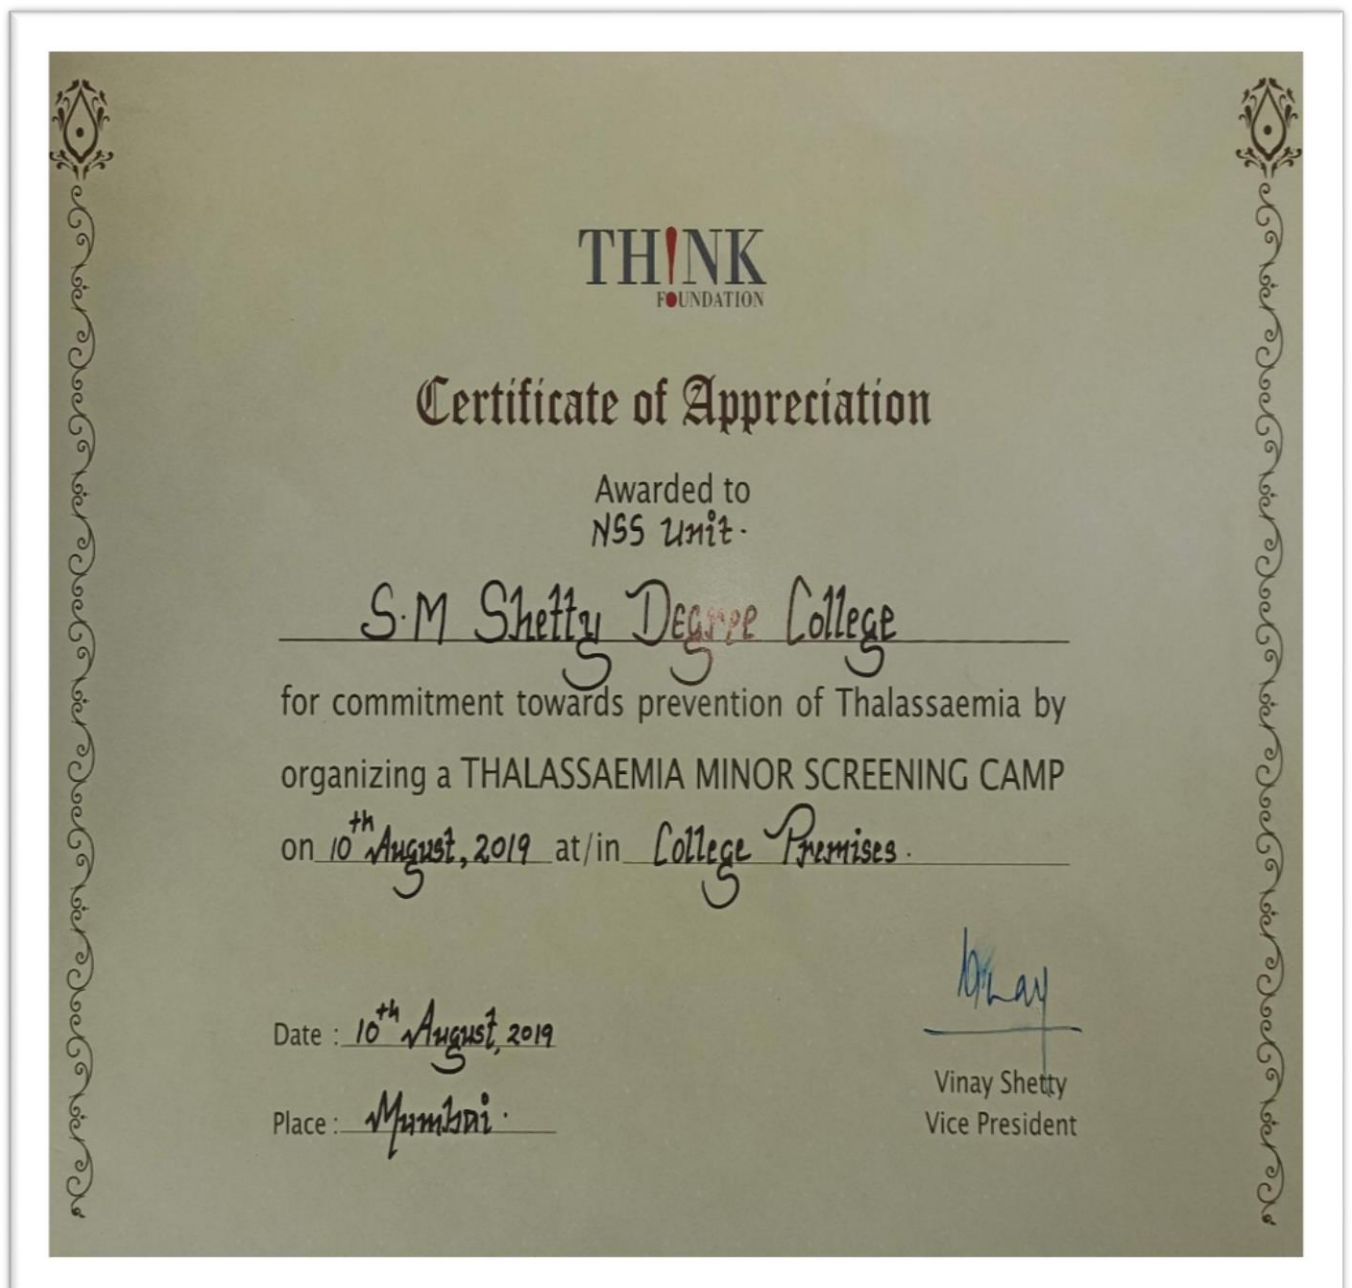 TH!NK
FOUNDATION
Certificate of Appreciation
Awarded to
NSS Unit.
S.M Shetty Degree College
for commitment towards prevention of Thalassaemia by
organizing a THALASSAEMIA MINOR SCREENING CAMP
on 10th August, 2019 at/in College Premises.
Vinay
Date : 10th August, 2019
Vinay Shetty
Place : Mumbai.
Vice President